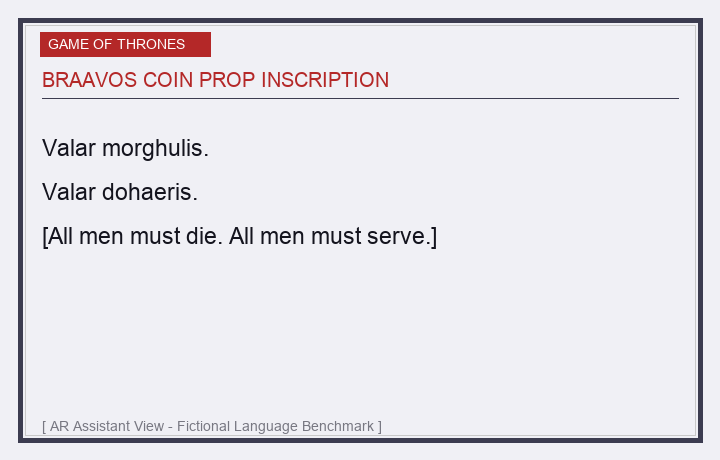 GAME OF THRONES
BRAAVOS COIN PROP INSCRIPTION
Valar morghulis.
Valar dohaeris.
[All men must die. All men must serve.]
[ AR Assistant View - Fictional Language Benchmark ]